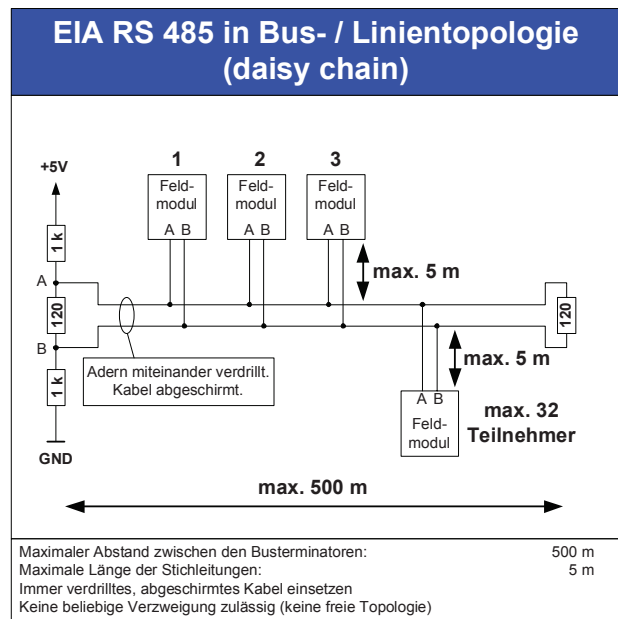 EIA RS 485 in Bus- / Linientopologie
(daisy chain)
+5V
1
2
3
Feld-
modul
A B
Feld-
modul
A B
Feld-
modul
A B
1 k
A
120
B
1 k
GND
max. 5 m
120
Adern miteinander verdrillt.
Kabel abgeschirmt.
max. 5 m
A B
Feld-
modul
max. 32
Teilnehmer
max. 500 m
Maximaler Abstand zwischen den Busterminatoren: 500 m
Maximale Länge der Stichleitungen: 5 m
Immer verdrilltes, abgeschirmtes Kabel einsetzen
Keine beliebige Verzweigung zulässig (keine freie Topologie)